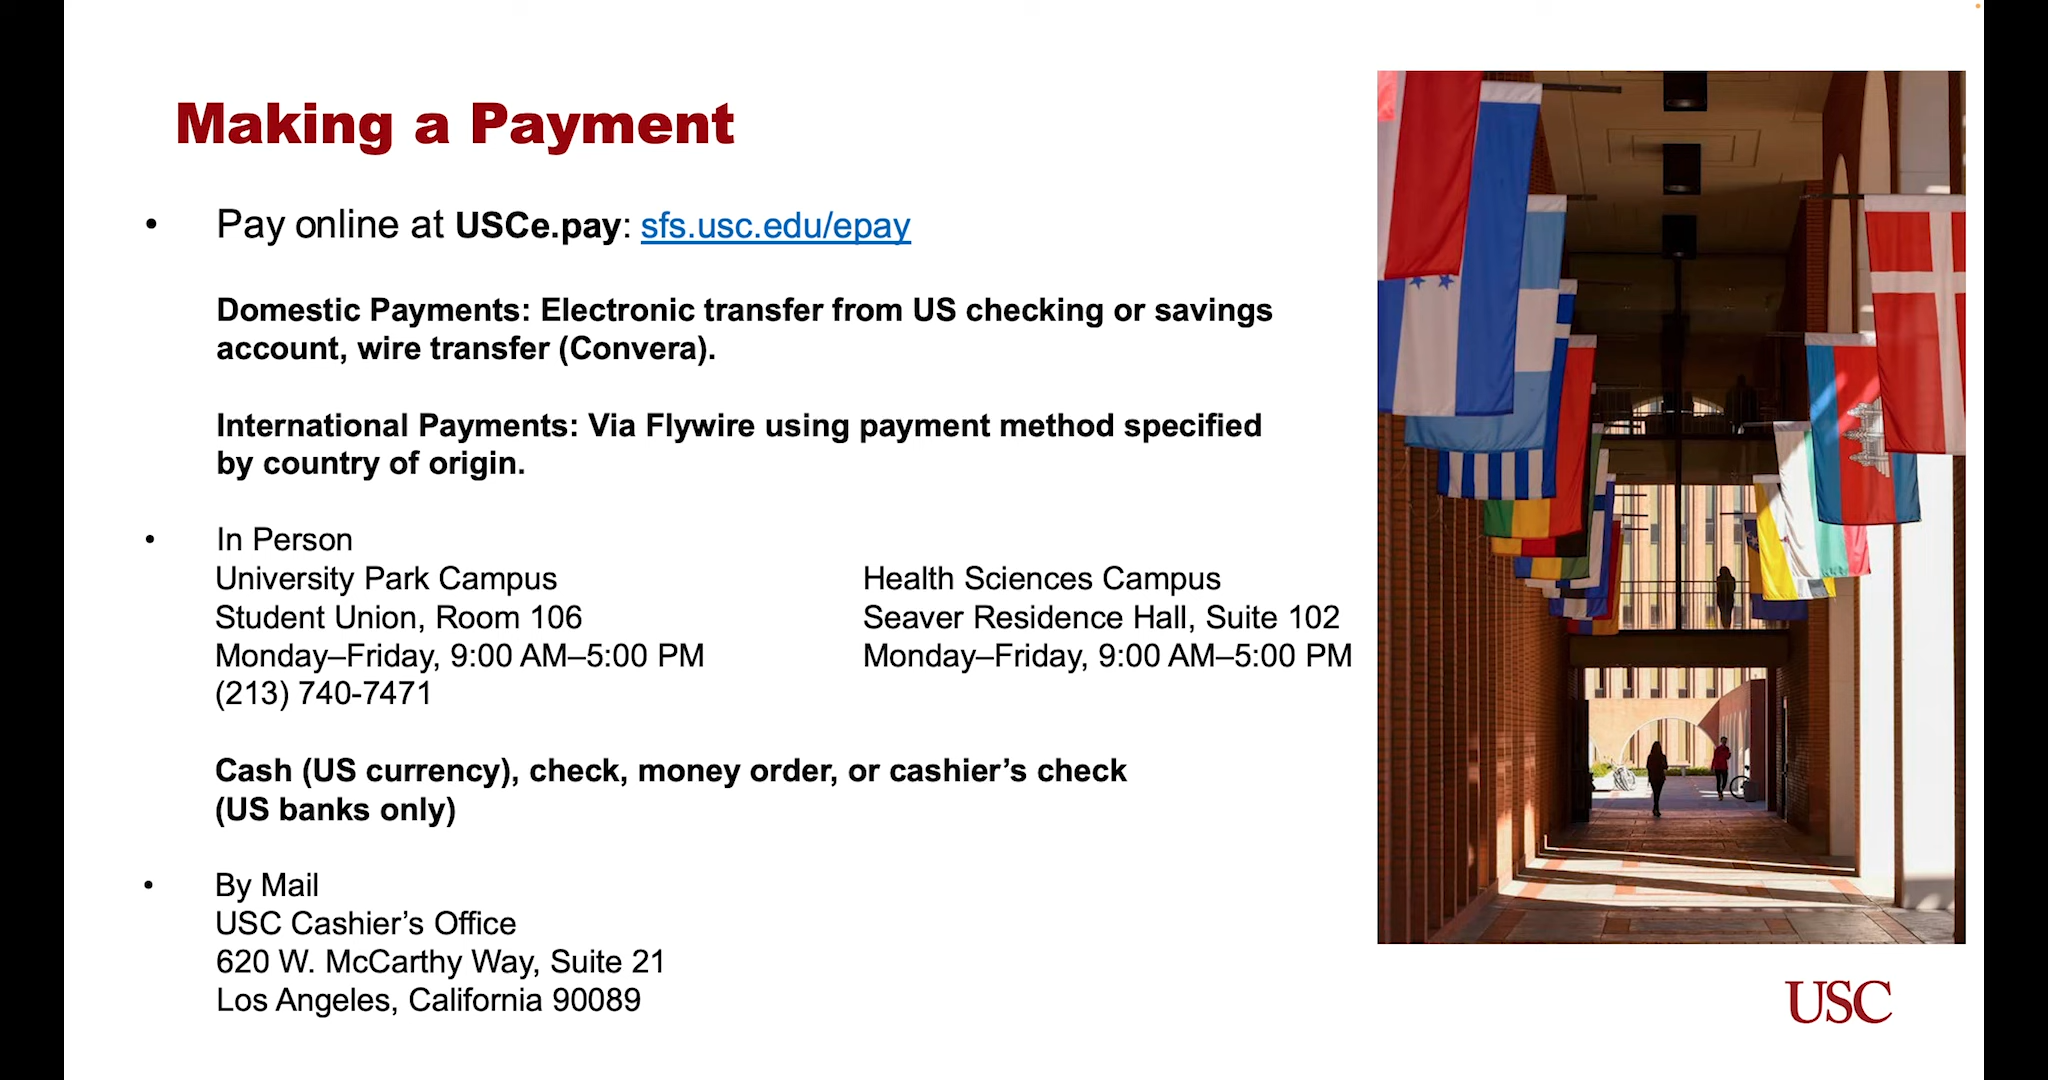 Making a Payment
• Pay online at USCe.pay: sfs.usc.edu/epay
Domestic Payments: Electronic transfer from US checking or savings
account, wire transfer (Convera).
International Payments: Via Flywire using payment method specified
by country of origin.
• In Person
University Park Campus
Student Union, Room 106
Monday–Friday, 9:00 AM–5:00 PM
(213) 740-7471
Health Sciences Campus
Seaver Residence Hall, Suite 102
Monday–Friday, 9:00 AM–5:00 PM
Cash (US currency), check, money order, or cashier’s check
(US banks only)
• By Mail
USC Cashier’s Office
620 W. McCarthy Way, Suite 21
Los Angeles, California 90089
USC